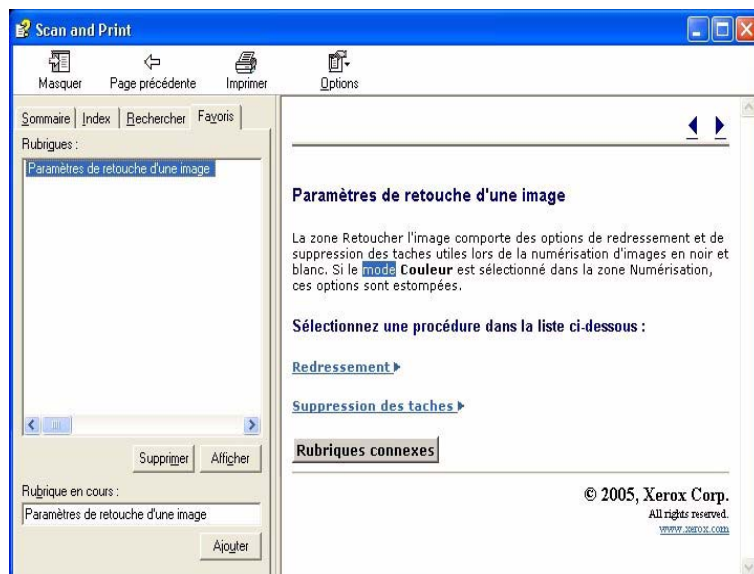 Scan and Print
Masquer Page précédente Imprimer Options
Sommaire Index Rechercher Favoris
Rubriques :
Paramètres de retouche d'une image
Supprimer Afficher
Rubrique en cours :
Paramètres de retouche d'une image
Ajouter
Paramètres de retouche d'une image
La zone Retoucher l'image comporte des options de redressement et de
suppression des taches utiles lors de la numérisation d'images en noir et
blanc. Si le mode Couleur est sélectionné dans la zone Numérisation,
ces options sont estompées.
Sélectionnez une procédure dans la liste ci-dessous :
Redressement
Suppression des taches
Rubriques connexes
© 2005, Xerox Corp.
All rights reserved.
www.xerox.com